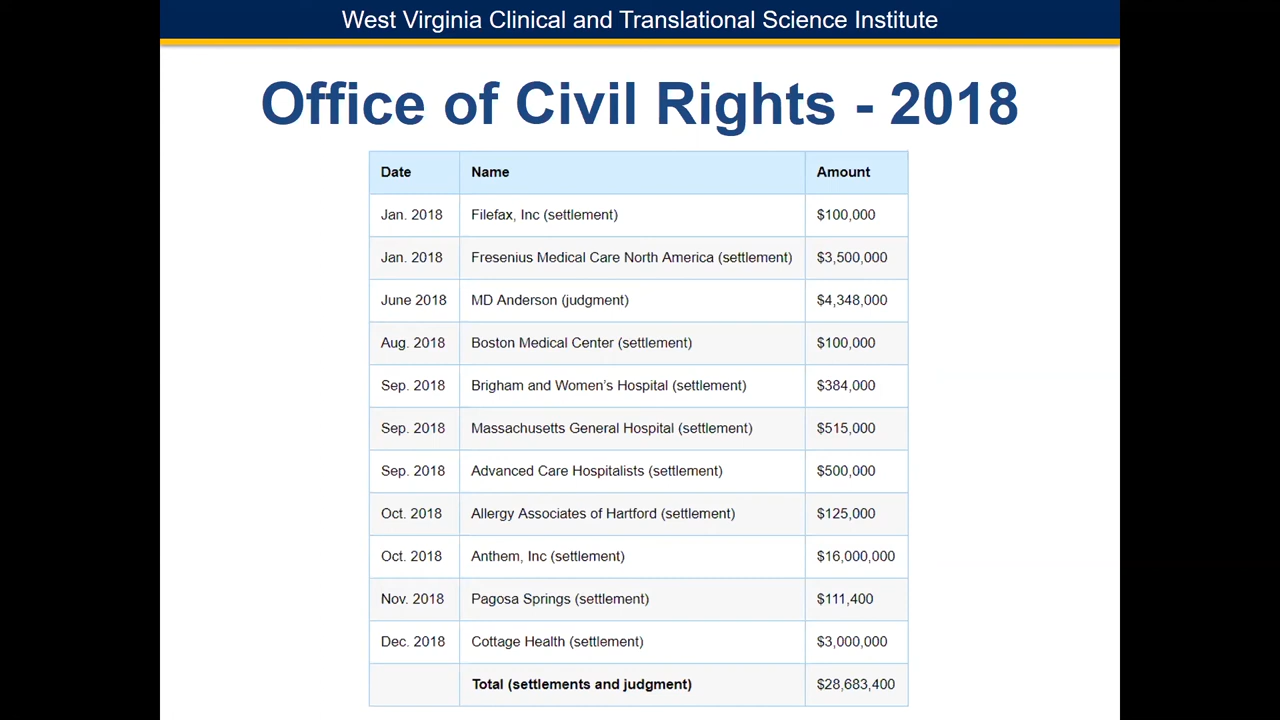 West Virginia Clinical and Translational Science Institute
Office of Civil Rights - 2018
Date Name Amount
Jan. 2018 Filefax, Inc (settlement) $100,000
Jan. 2018 Fresenius Medical Care North America (settlement) $3,500,000
June 2018 MD Anderson (judgment) $4,348,000
Aug. 2018 Boston Medical Center (settlement) $100,000
Sep. 2018 Brigham and Women’s Hospital (settlement) $384,000
Sep. 2018 Massachusetts General Hospital (settlement) $515,000
Sep. 2018 Advanced Care Hospitalists (settlement) $500,000
Oct. 2018 Allergy Associates of Hartford (settlement) $125,000
Oct. 2018 Anthem, Inc (settlement) $16,000,000
Nov. 2018 Pagosa Springs (settlement) $111,400
Dec. 2018 Cottage Health (settlement) $3,000,000
Total (settlements and judgment) $28,683,400